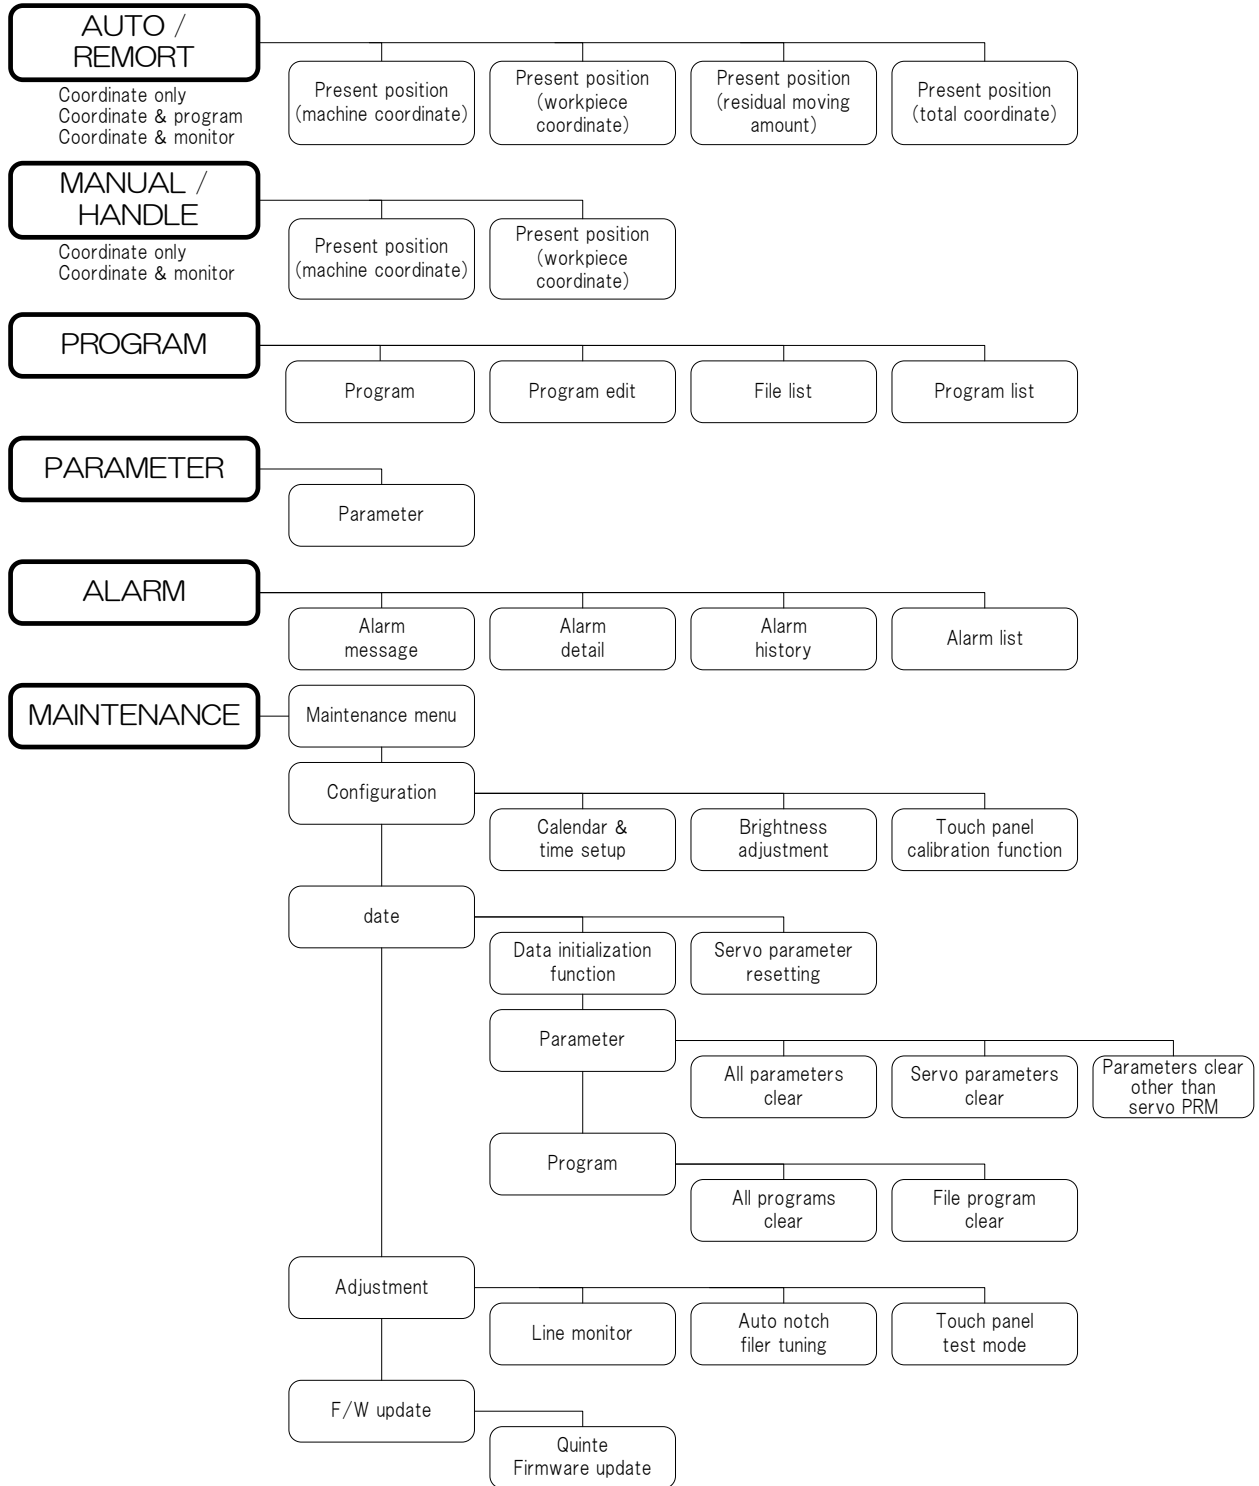 AUTO /
REMORT
Coordinate only
Coordinate & program
Coordinate & monitor
Present position
(machine coordinate)
Present position
(workpiece
coordinate)
Present position
(residual moving
amount)
Present position
(total coordinate)
MANUAL /
HANDLE
Coordinate only
Coordinate & monitor
Present position
(machine coordinate)
Present position
(workpiece
coordinate)
PROGRAM
Program
Program edit
File list
Program list
PARAMETER
Parameter
ALARM
Alarm
message
Alarm
detail
Alarm
history
Alarm list
MAINTENANCE
Maintenance menu
Configuration
Calendar &
time setup
Brightness
adjustment
Touch panel
calibration function
date
Data initialization
function
Servo parameter
resetting
Parameter
All parameters
clear
Servo parameters
clear
Parameters clear
other than
servo PRM
Program
All programs
clear
File program
clear
Adjustment
Line monitor
Auto notch
filer tuning
Touch panel
test mode
F/W update
Quinte
Firmware update